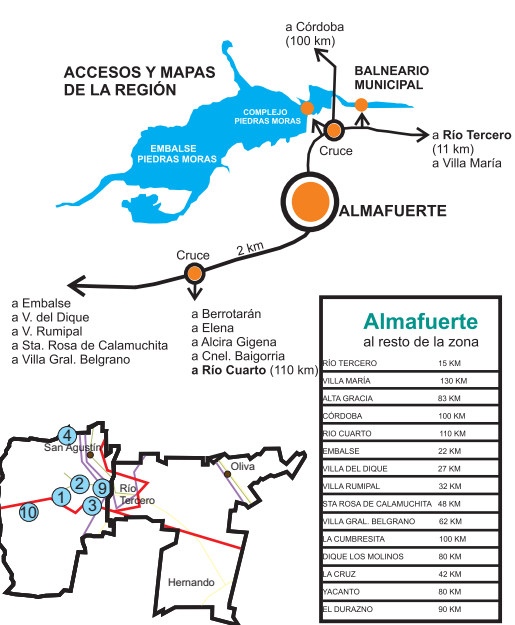 a Córdoba
(100 km)
ACCESOS Y MAPAS
DE LA REGIÓN
BALNEARIO
MUNICIPAL
COMPLEJO
PIEDRAS MORAS
EMBALSE
PIEDRAS MORAS
Cruce
a Río Tercero
(11 km)
a Villa María
ALMAFUERTE
2 km
Cruce
a Embalse
a V. del Dique
a V. Rumipal
a Sta. Rosa de Calamuchita
a Villa Gral. Belgrano
a Berrotarán
a Elena
a Alcira Gigena
a Cnel. Baigorria
a Río Cuarto (110 km)
Almafuerte
al resto de la zona
RÍO TERCERO 15 KM
VILLA MARÍA 130 KM
ALTA GRACIA 83 KM
CÓRDOBA 100 KM
RIO CUARTO 110 KM
EMBALSE 22 KM
VILLA DEL DIQUE 27 KM
VILLA RUMIPAL 32 KM
STA ROSA DE CALAMUCHITA 48 KM
VILLA GRAL. BELGRANO 62 KM
LA CUMBRESITA 100 KM
DIQUE LOS MOLINOS 80 KM
LA CRUZ 42 KM
YACANTO 80 KM
EL DURAZNO 90 KM
4
San Agustín
Oliva
2
9
Río
Tercero
1
3
10
Hernando